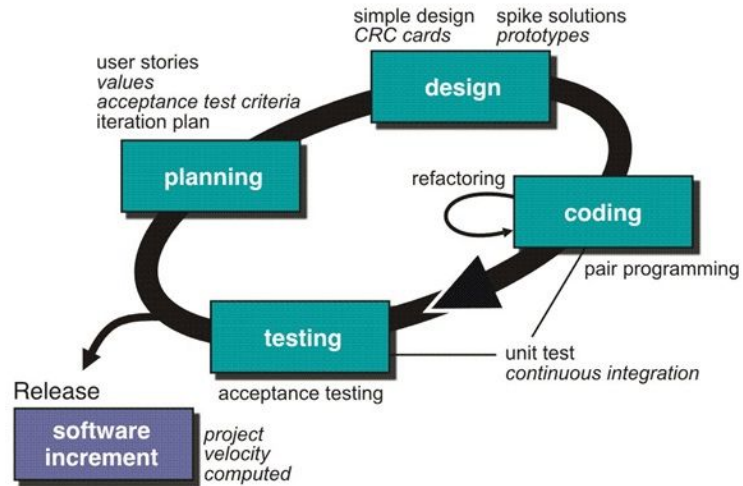 simple design
CRC cards
spike solutions
prototypes
user stories
values
acceptance test criteria
iteration plan
design
planning
refactoring
coding
pair programming
testing
unit test
continuous integration
acceptance testing
Release
software
increment
project
velocity
computed